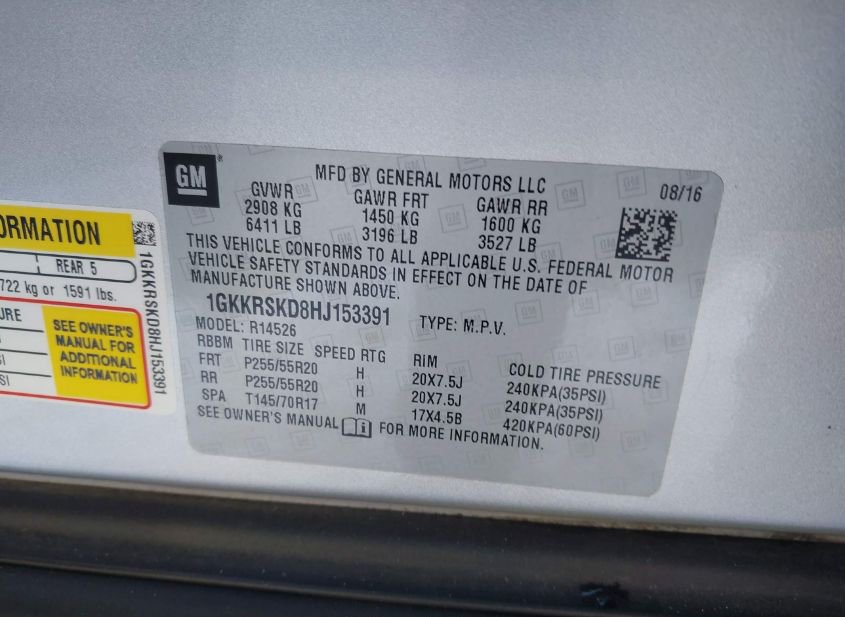 GM
MFD BY GENERAL MOTORS LLC
08/16
GVWR GAWR FRT GAWR RR
2908 KG 1450 KG 1600 KG
6411 LB 3196 LB 3527 LB
THIS VEHICLE CONFORMS TO ALL APPLICABLE U.S. FEDERAL MOTOR
VEHICLE SAFETY STANDARDS IN EFFECT ON THE DATE OF
MANUFACTURE SHOWN ABOVE.
1GKKRSKD8HJ153391 TYPE: M.P.V.
MODEL: R14526
RBBM TIRE SIZE SPEED RTG RIM COLD TIRE PRESSURE
FRT P255/55R20 H 20X7.5J 240KPA(35PSI)
RR P255/55R20 H 20X7.5J 240KPA(35PSI)
SPA T145/70R17 M 17X4.5B 420KPA(60PSI)
SEE OWNER'S MANUAL FOR MORE INFORMATION.
ORMATION
REAR 5
722 kg or 1591 lbs.
URE
SEE OWNER'S
MANUAL FOR
ADDITIONAL
INFORMATION
SI
SI
SI
1GKKRSKD8HJ153391